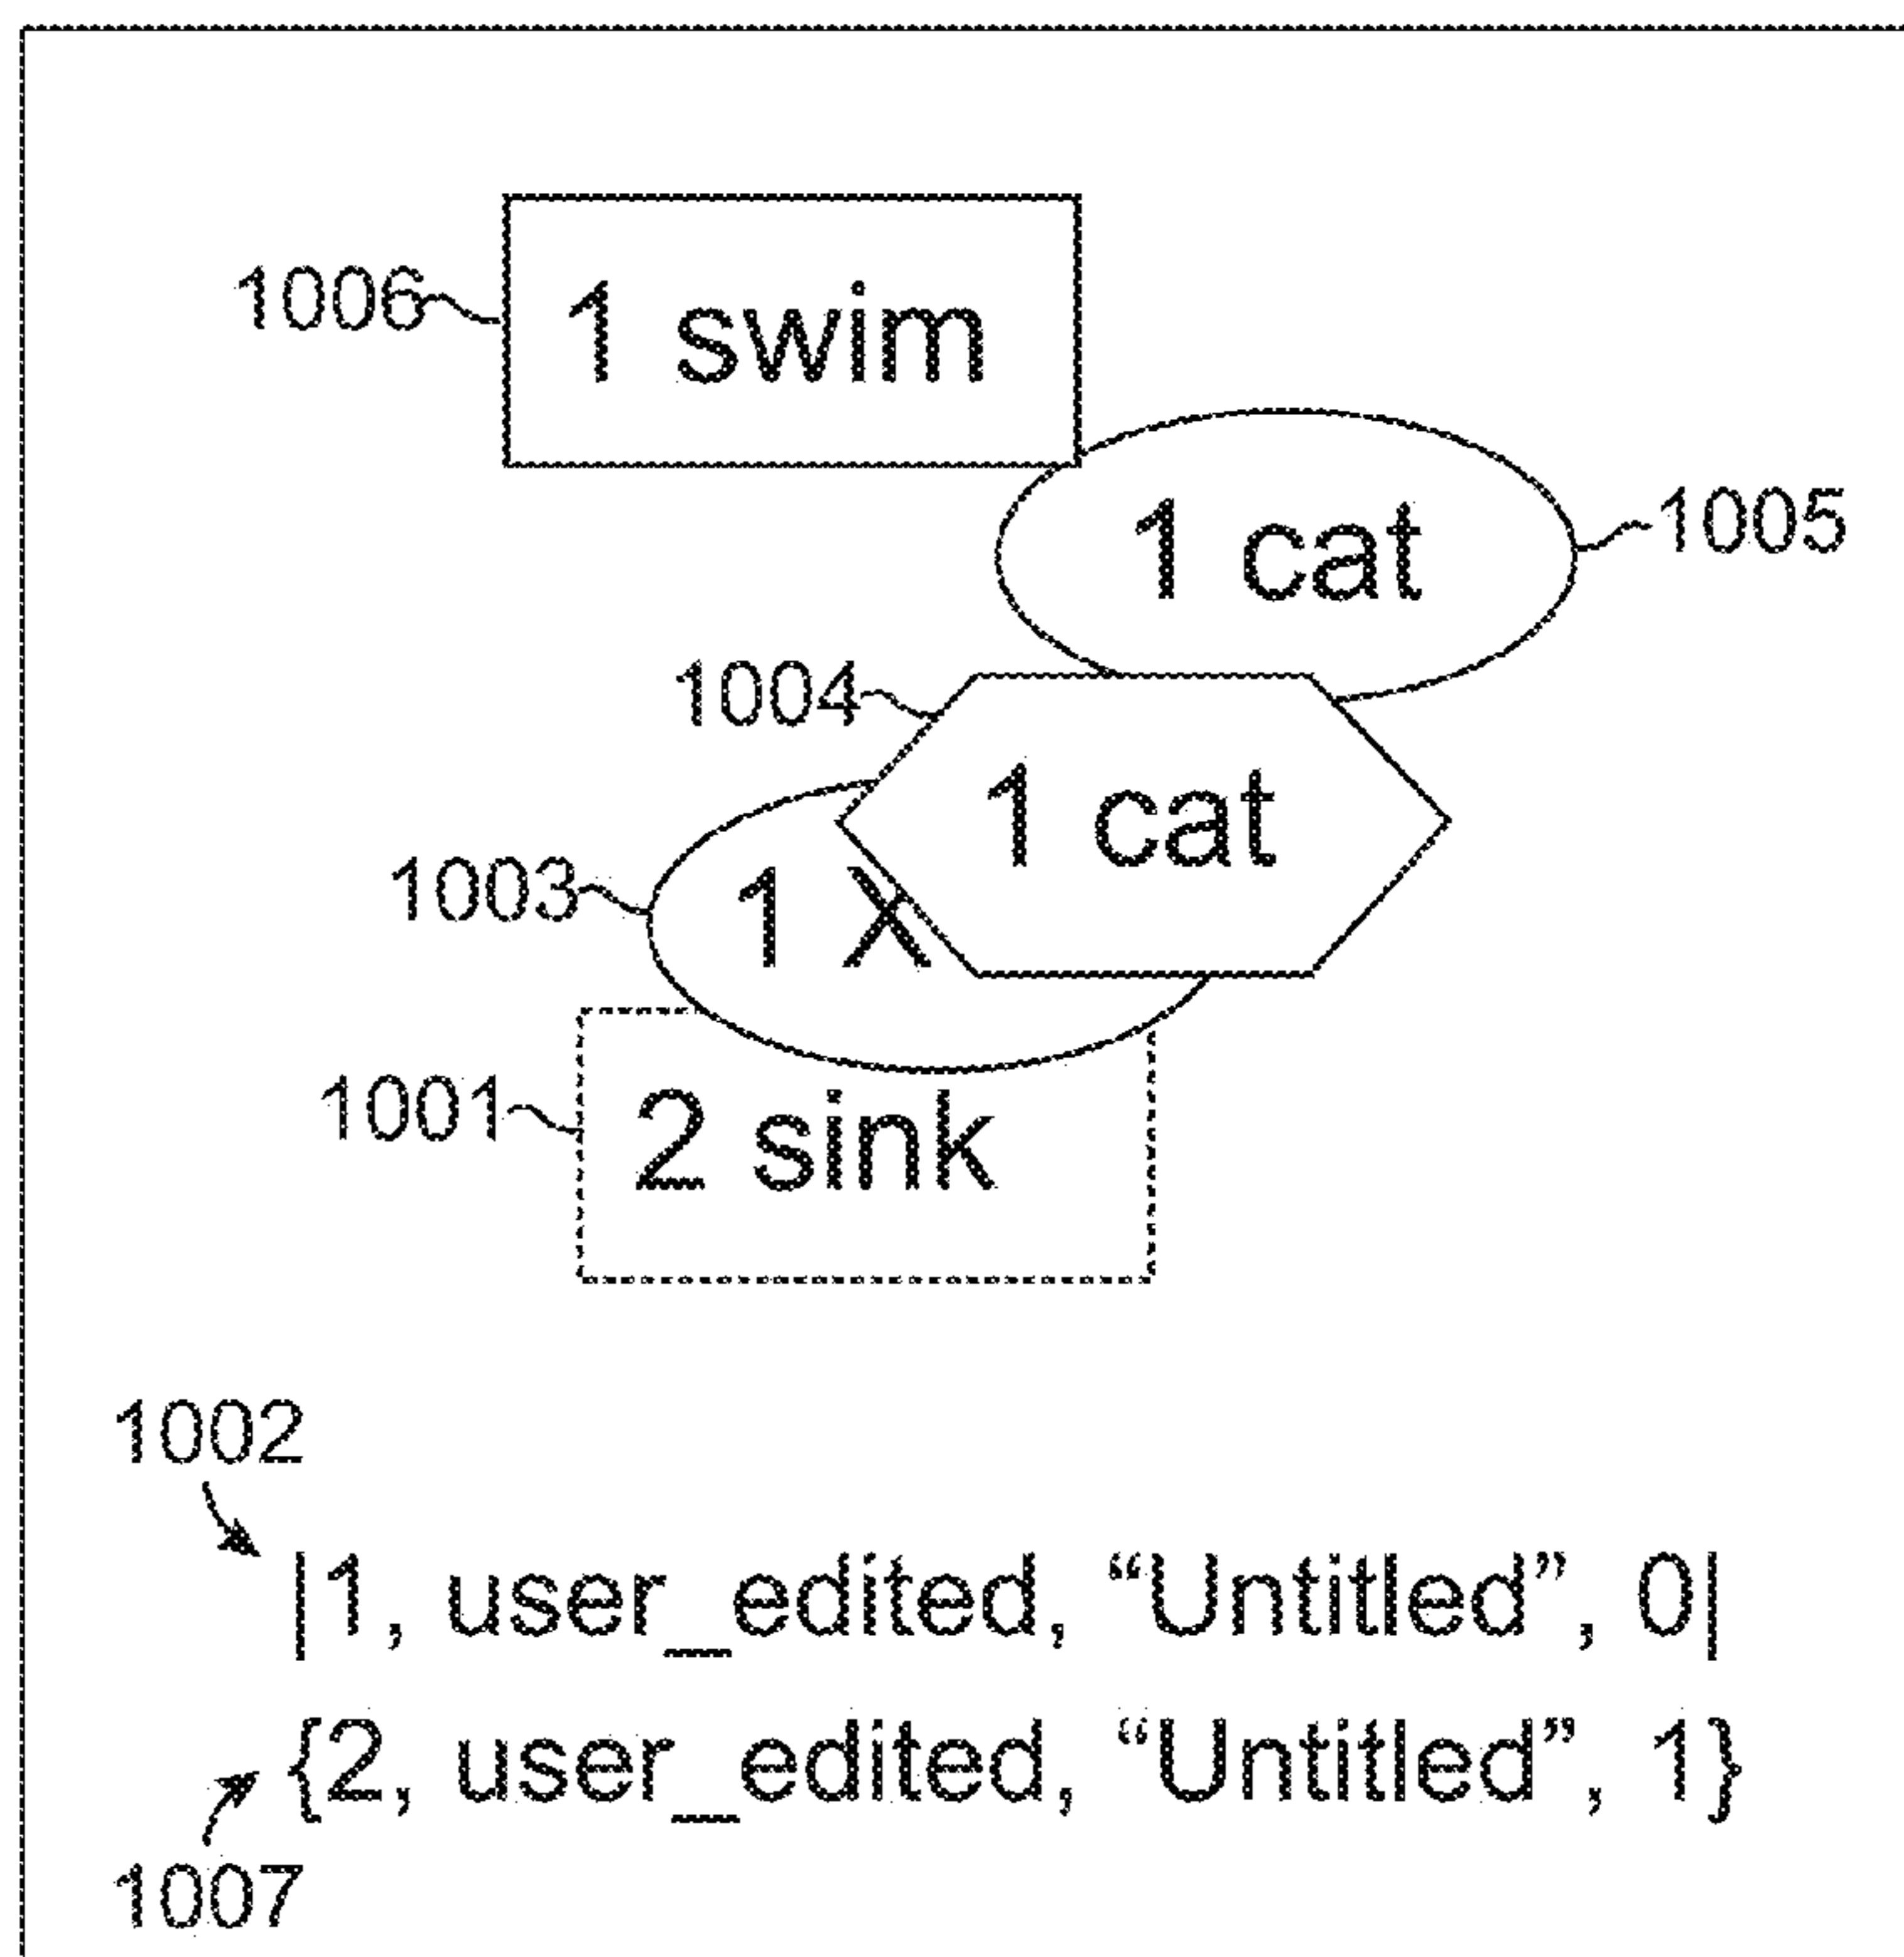 1006
1 swim
1 cat
1005
1004
1 cat
1003
1 X
1001
2 sink
1002
|1, user_edited, “Untitled”, 0|
{2, user_edited, “Untitled”, 1}
1007